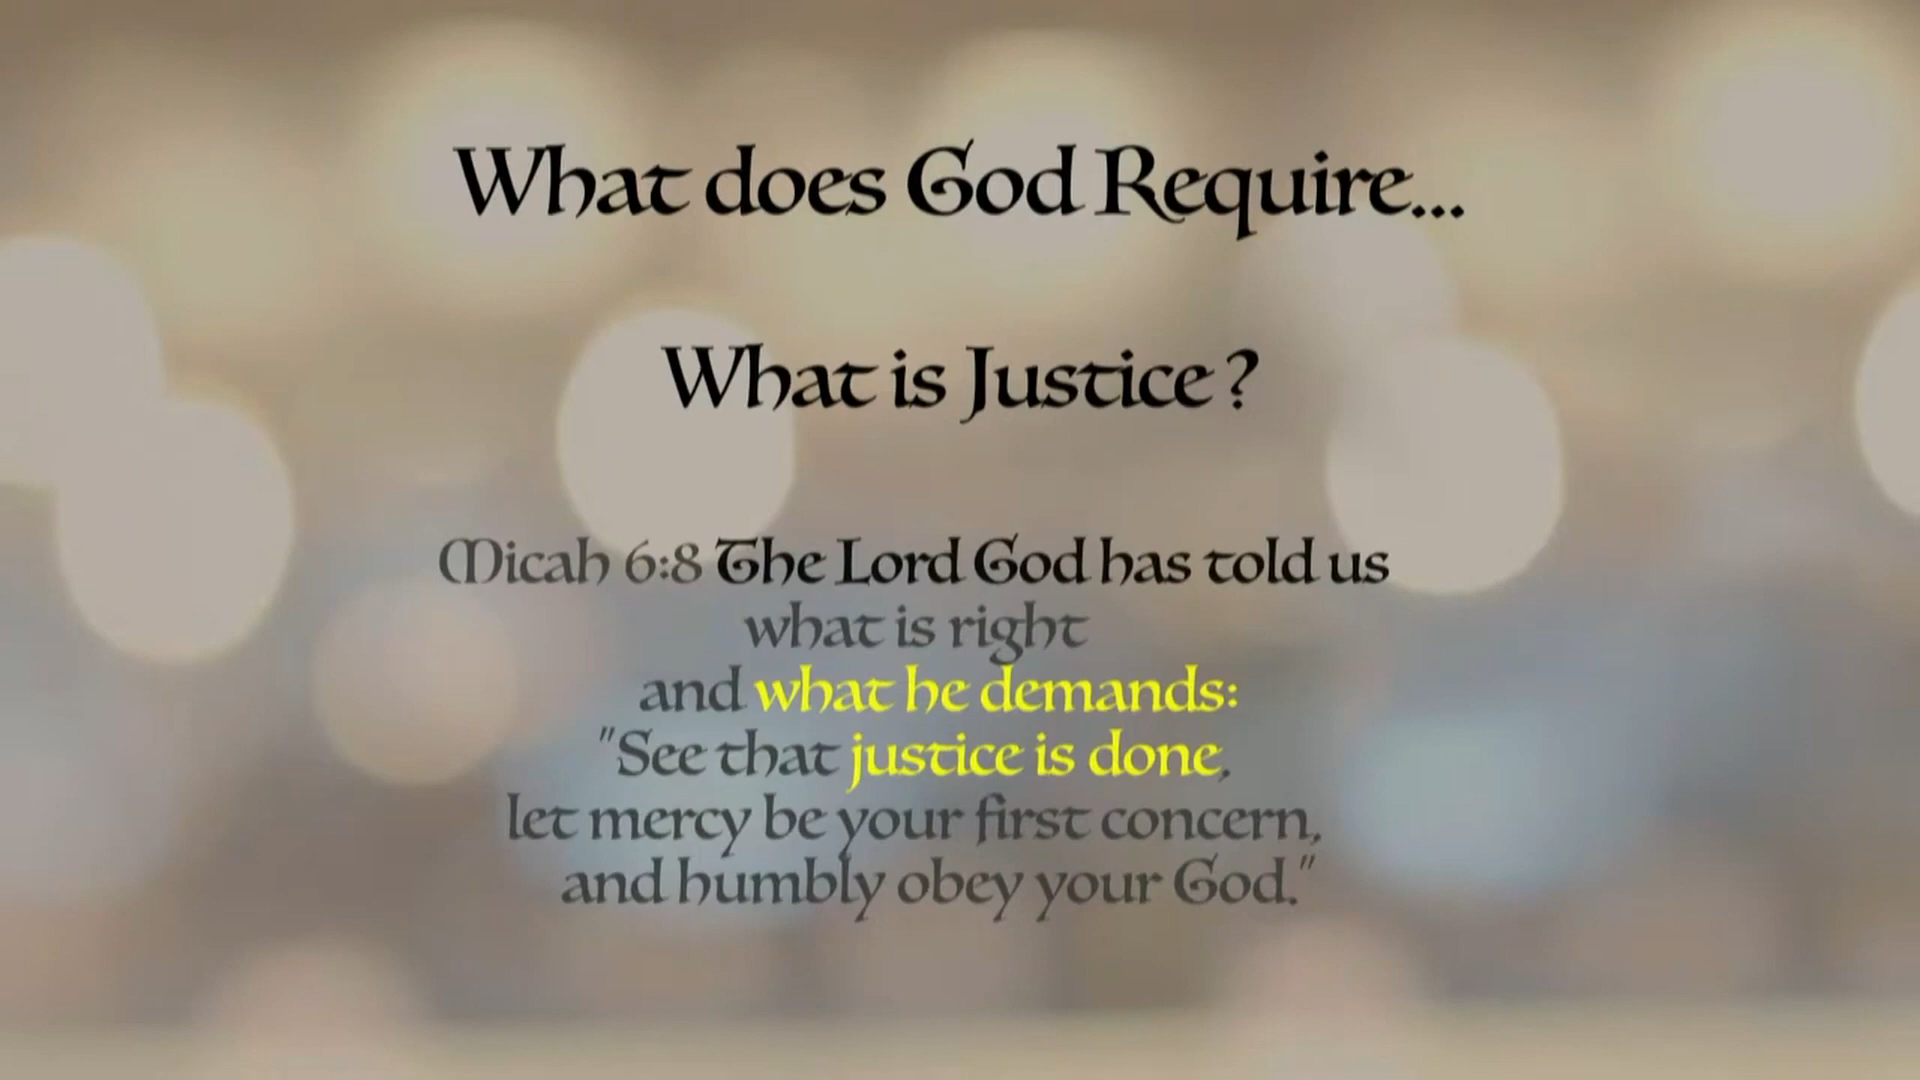 What does God Require...
What is Justice?
Micah 6:8 The Lord God has told us
what is right
and what he demands:
"See that justice is done,
let mercy be your first concern,
and humbly obey your God."